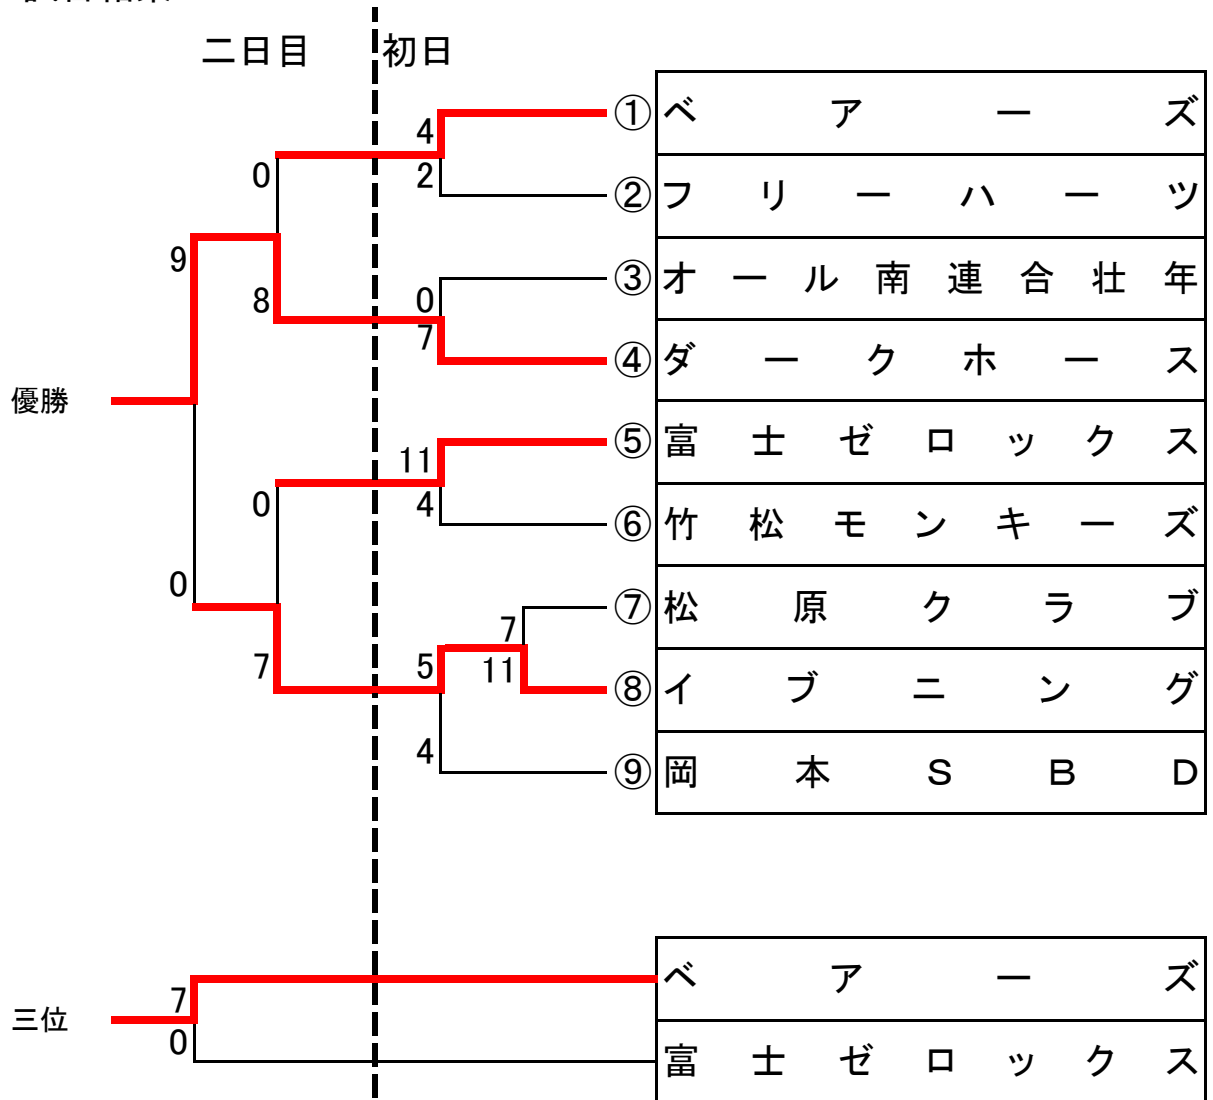 二日目 初日
4 ① ベアーズ
0 2 ② フリーハーツ
9
8 0 ③ オール南連合壮年
7 ④ ダークホース
優勝
11 ⑤ 富士ゼロックス
0 4 ⑥ 竹松モンキーズ
0
7 ⑦ 松原クラブ
7 5 11 ⑧ イブニング
4 ⑨ 岡本SBD
ベアーズ
7
三位
0
富士ゼロックス